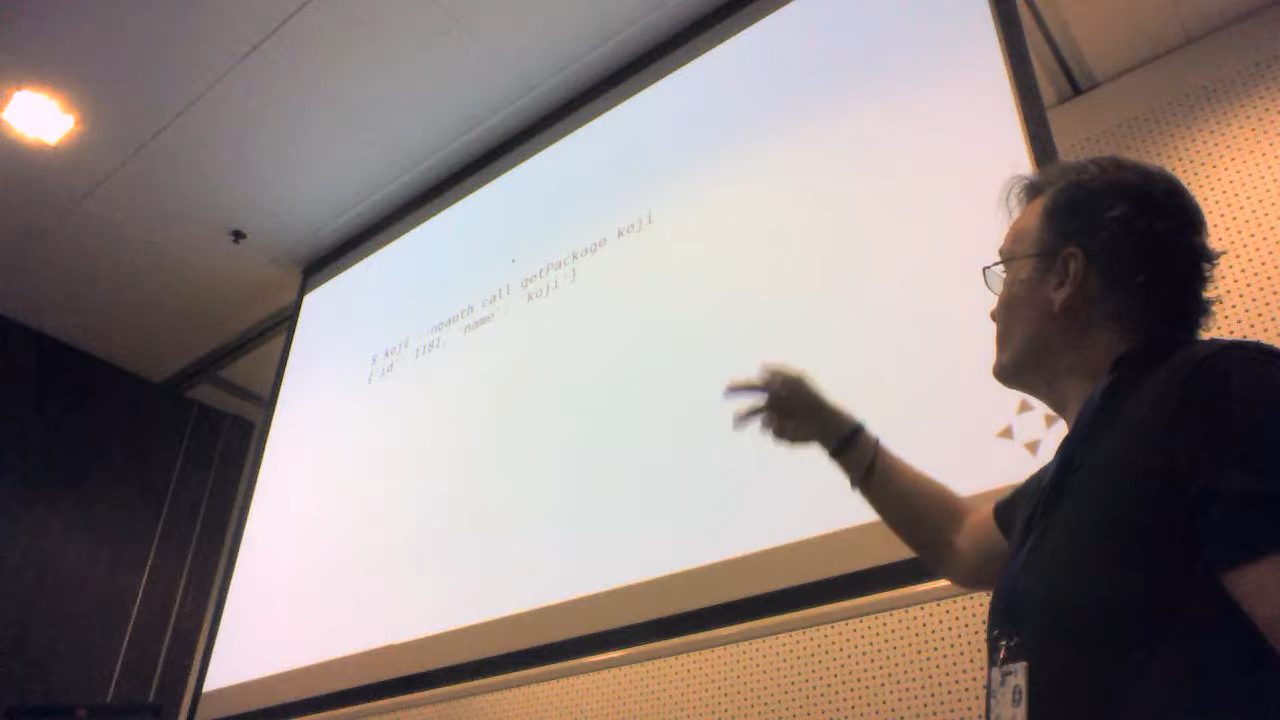 $ koji --noauth call getPackage koji
{'id': 1181, 'name': 'koji'}